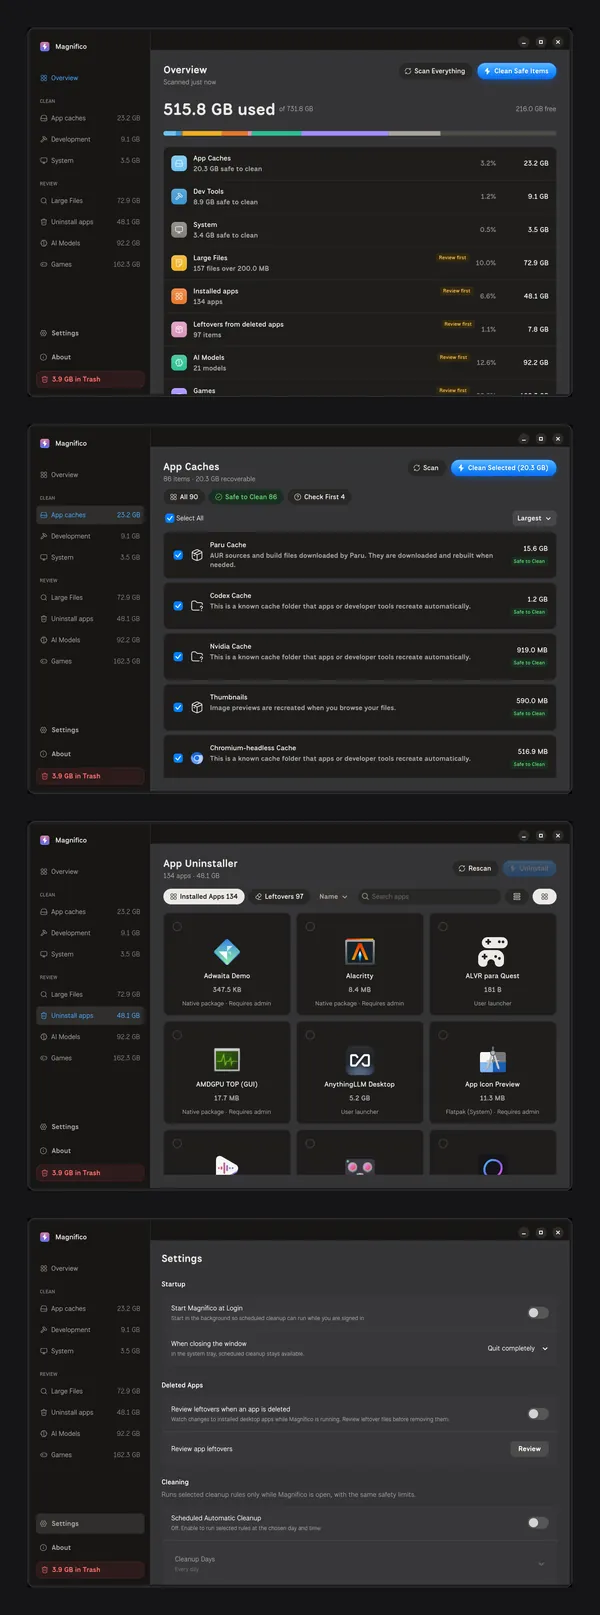 Magnifico
Overview
CLEAN
App caches 23.2 GB
Development 9.1 GB
System 3.5 GB
REVIEW
Large Files 72.9 GB
Uninstall apps 48.1 GB
AI Models 92.2 GB
Games 162.3 GB
Settings
About
3.9 GB in Trash
Overview
Scanned just now
Scan Everything
Clean Safe Items
515.8 GB used of 731.8 GB
216.0 GB free
App Caches
20.3 GB safe to clean
3.2% 23.2 GB
Dev Tools
8.9 GB safe to clean
1.2% 9.1 GB
System
3.4 GB safe to clean
0.5% 3.5 GB
Large Files
157 files over 200.0 MB
Review first 10.0% 72.9 GB
Installed apps
134 apps
Review first 6.6% 48.1 GB
Leftovers from deleted apps
97 items
Review first 1.1% 7.8 GB
AI Models
21 models
Review first 12.6% 92.2 GB
Games
Review first
Magnifico
Overview
CLEAN
App caches 23.2 GB
Development 9.1 GB
System 3.5 GB
REVIEW
Large Files 72.9 GB
Uninstall apps 48.1 GB
AI Models 92.2 GB
Games 162.3 GB
Settings
About
3.9 GB in Trash
App Caches
86 items · 20.3 GB recoverable
Scan
Clean Selected (20.3 GB)
All 90
Safe to Clean 86
Check First 4
Select All
Largest
Paru Cache
AUR sources and build files downloaded by Paru. They are downloaded and rebuilt when
needed.
15.6 GB
Safe to Clean
Codex Cache
This is a known cache folder that apps or developer tools recreate automatically.
1.2 GB
Safe to Clean
Nvidia Cache
This is a known cache folder that apps or developer tools recreate automatically.
919.0 MB
Safe to Clean
Thumbnails
Image previews are recreated when you browse your files.
590.0 MB
Safe to Clean
Chromium-headless Cache
This is a known cache folder that apps or developer tools recreate automatically.
516.9 MB
Safe to Clean
Magnifico
Overview
CLEAN
App caches 23.2 GB
Development 9.1 GB
System 3.5 GB
REVIEW
Large Files 72.9 GB
Uninstall apps 48.1 GB
AI Models 92.2 GB
Games 162.3 GB
Settings
About
3.9 GB in Trash
App Uninstaller
134 apps · 48.1 GB
Rescan
Uninstall
Installed Apps 134
Leftovers 97
Name
Search apps
Adwaita Demo
347.5 KB
Native package · Requires admin
Alacritty
8.4 MB
Native package · Requires admin
ALVR para Quest
181 B
User launcher
AMDGPU TOP (GUI)
17.7 MB
Native package · Requires admin
AnythingLLM Desktop
5.2 GB
User launcher
App Icon Preview
11.3 MB
Flatpak (System) · Requires admin
Magnifico
Overview
CLEAN
App caches 23.2 GB
Development 9.1 GB
System 3.5 GB
REVIEW
Large Files 72.9 GB
Uninstall apps 48.1 GB
AI Models 92.2 GB
Games 162.3 GB
Settings
About
3.9 GB in Trash
Settings
Startup
Start Magnifico at Login
Start in the background so scheduled cleanup can run while you are signed in
When closing the window
In the system tray, scheduled cleanup stays available.
Quit completely
Deleted Apps
Review leftovers when an app is deleted
Watch changes to installed desktop apps while Magnifico is running. Review leftover files before removing them.
Review app leftovers
Review
Cleaning
Runs selected cleanup rules only while Magnifico is open, with the same safety limits.
Scheduled Automatic Cleanup
Off. Enable to run selected rules at the chosen day and time
Cleanup Days
Every day